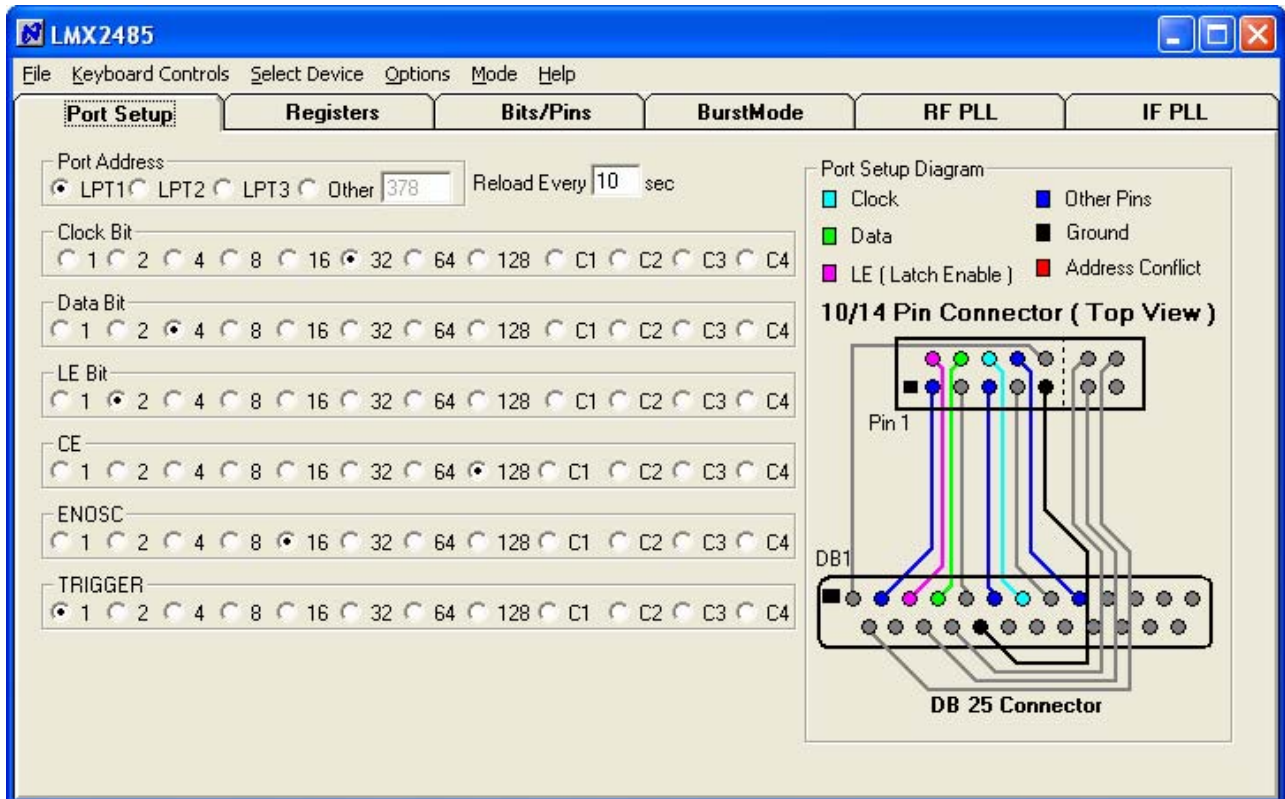 LMX2485
File Keyboard Controls Select Device Options Mode Help
Port Setup Registers Bits/Pins BurstMode RF PLL IF PLL
Port Address
LPT1 LPT2 LPT3 Other 378 Reload Every 10 sec
Clock Bit
1 2 4 8 16 32 64 128 C1 C2 C3 C4
Data Bit
1 2 4 8 16 32 64 128 C1 C2 C3 C4
LE Bit
1 2 4 8 16 32 64 128 C1 C2 C3 C4
CE
1 2 4 8 16 32 64 128 C1 C2 C3 C4
ENOSC
1 2 4 8 16 32 64 128 C1 C2 C3 C4
TRIGGER
1 2 4 8 16 32 64 128 C1 C2 C3 C4
Port Setup Diagram
Clock Other Pins
Data Ground
LE ( Latch Enable ) Address Conflict
10/14 Pin Connector ( Top View )
Pin 1
DB1
DB 25 Connector